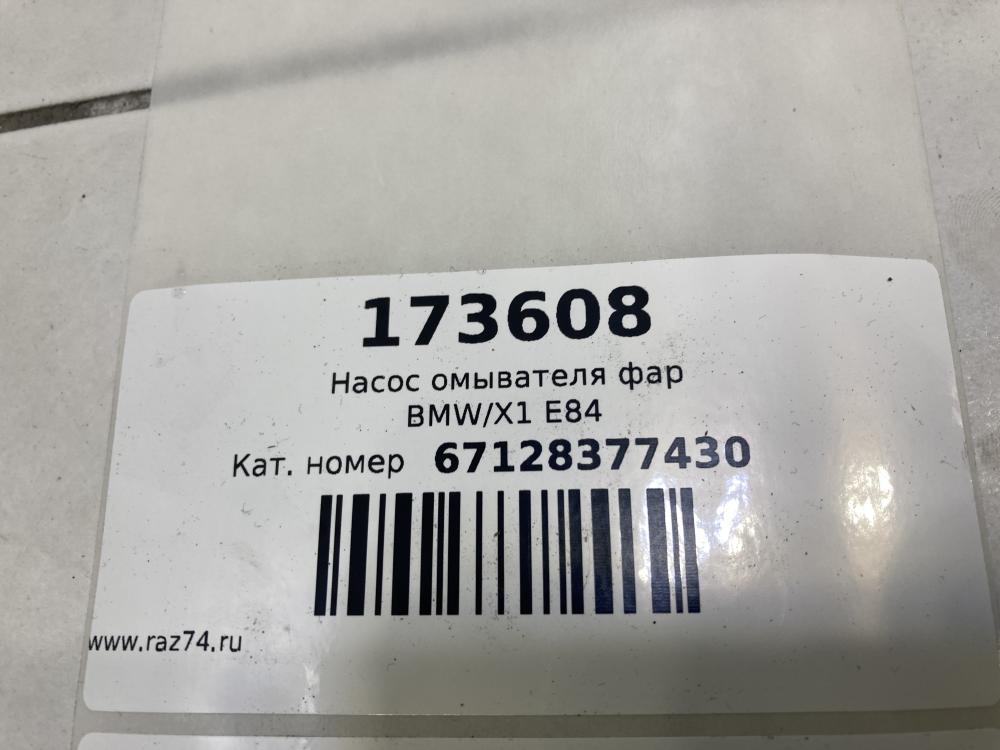 173608
Насос омывателя фар
BMW/X1 E84
Кат. номер 67128377430
www.raz74.ru